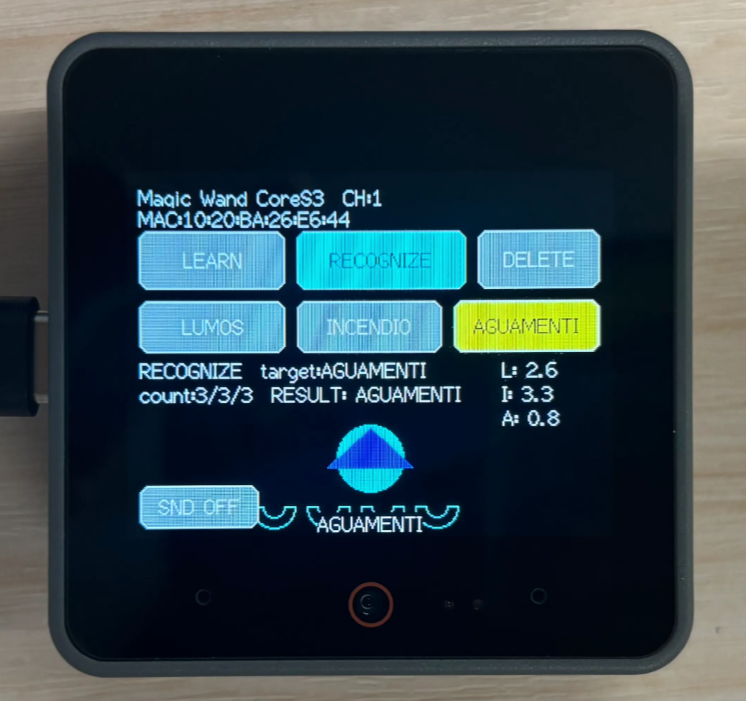 Magic Wand CoreS3 CH:1
MAC:10:20:BA:26:E6:44
LEARN RECOGNIZE DELETE
LUMOS INCENDIO AGUAMENTI
RECOGNIZE target:AGUAMENTI L: 2.6
count:3/3/3 RESULT: AGUAMENTI I: 3.3
A: 0.8
SND OFF
AGUAMENTI